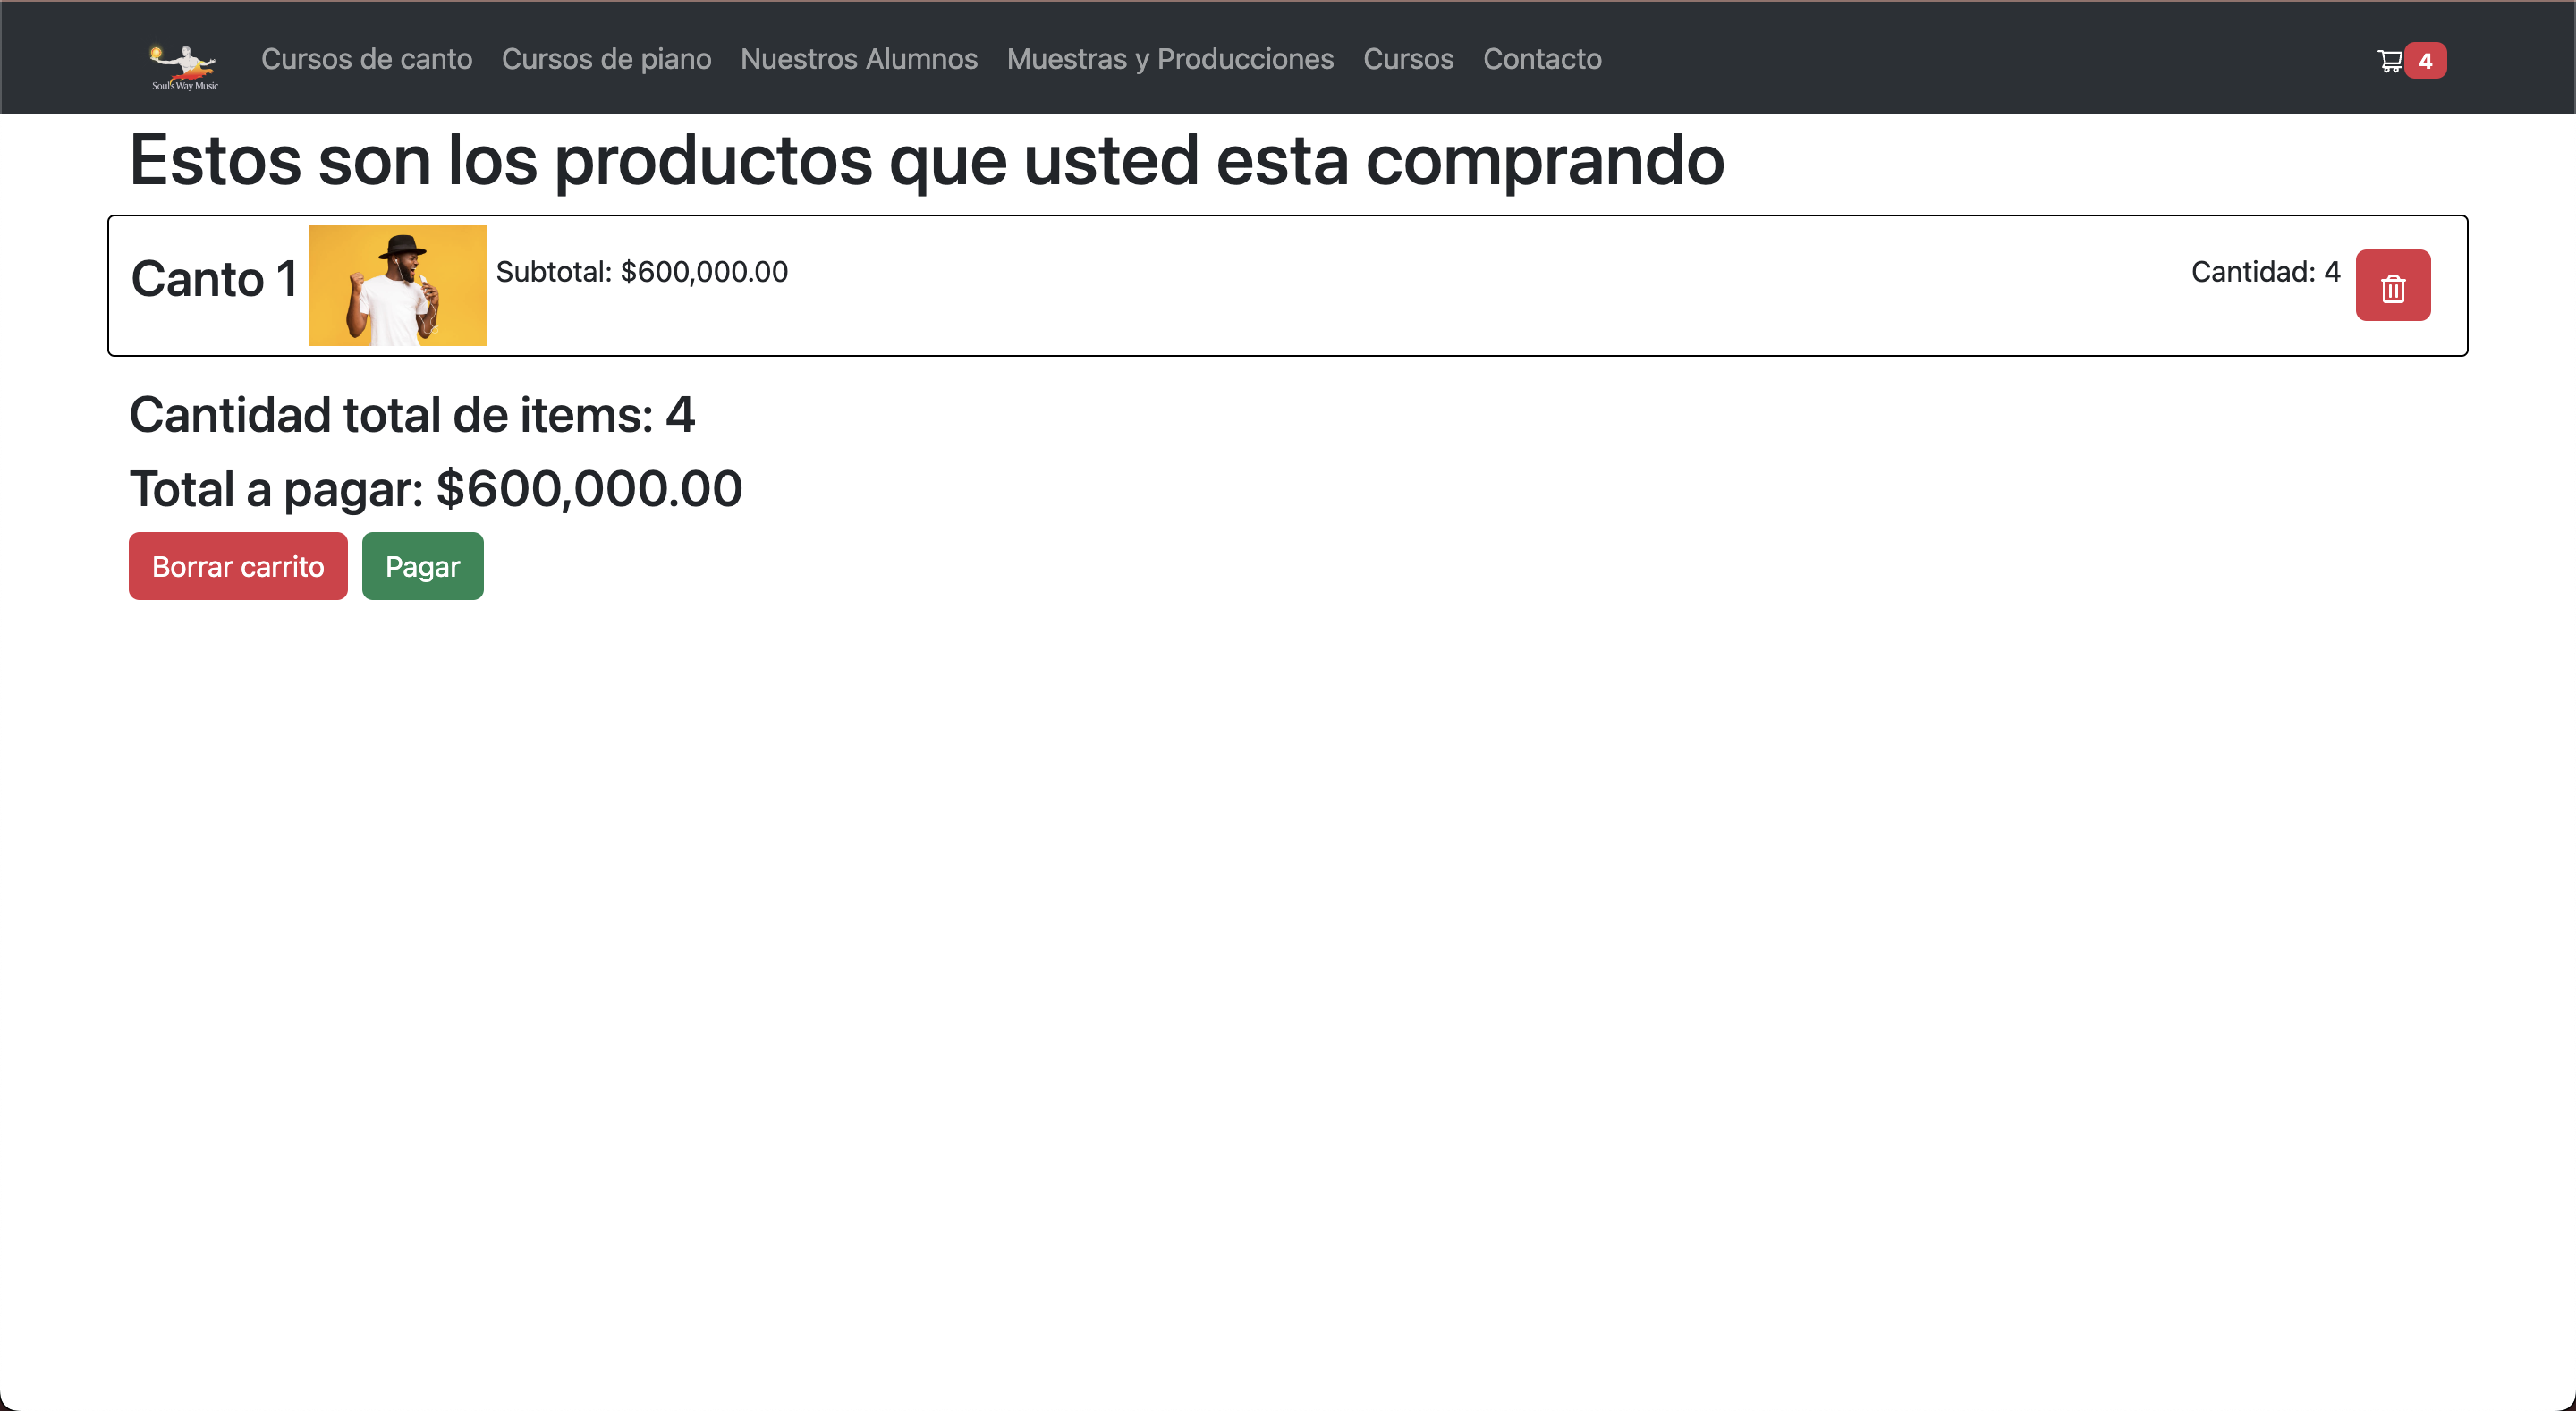 Soul's Way Music
Cursos de canto Cursos de piano Nuestros Alumnos Muestras y Producciones Cursos Contacto 4
Estos son los productos que usted esta comprando
Canto 1 Subtotal: $600,000.00 Cantidad: 4
Cantidad total de items: 4
Total a pagar: $600,000.00
Borrar carrito Pagar